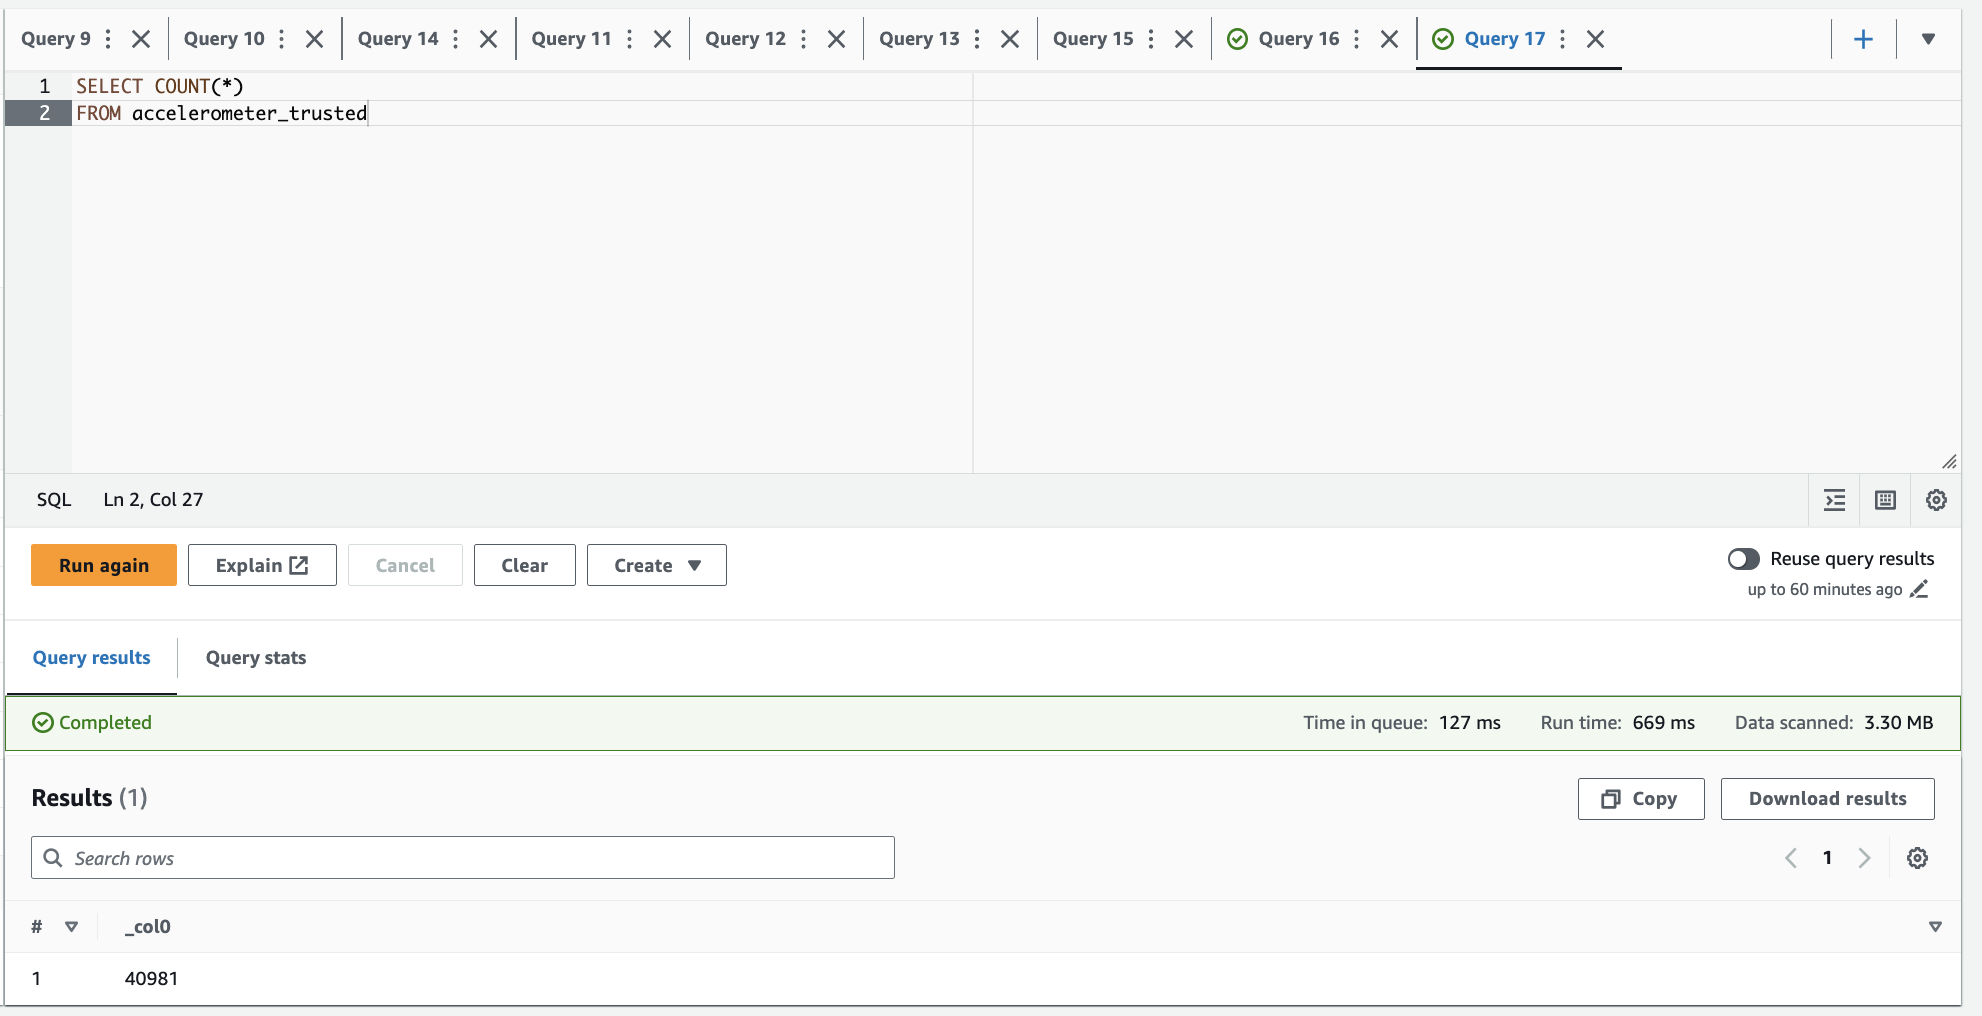 Query 9 Query 10 Query 14 Query 11 Query 12 Query 13 Query 15 Query 16 Query 17
1 SELECT COUNT(*)
2 FROM accelerometer_trusted
SQL Ln 2, Col 27
Run again Explain Cancel Clear Create Reuse query results
up to 60 minutes ago
Query results Query stats
Completed Time in queue: 127 ms Run time: 669 ms Data scanned: 3.30 MB
Results (1) Copy Download results
Search rows 1
# _col0
1 40981